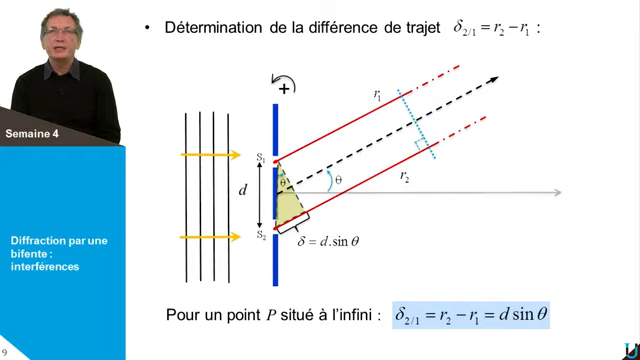 • Détermination de la différence de trajet δ₂/₁ = r₂ − r₁ :
+
r₁
Semaine 4
S₁
θ
θ
d
r₂
S₂
Diffraction par une
bifente :
interférences
δ = d.sin θ
Pour un point P situé à l'infini : δ₂/₁ = r₂ − r₁ = d sin θ
9